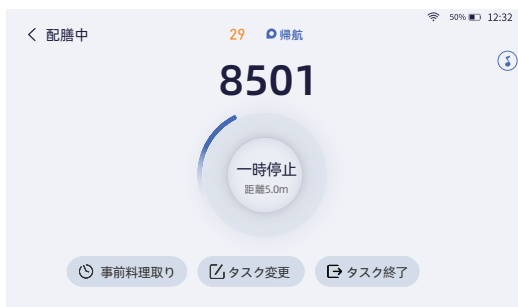 50% 12:32
配膳中 29 帰航
8501
一時停止
距離5.0m
事前料理取り タスク変更 タスク終了